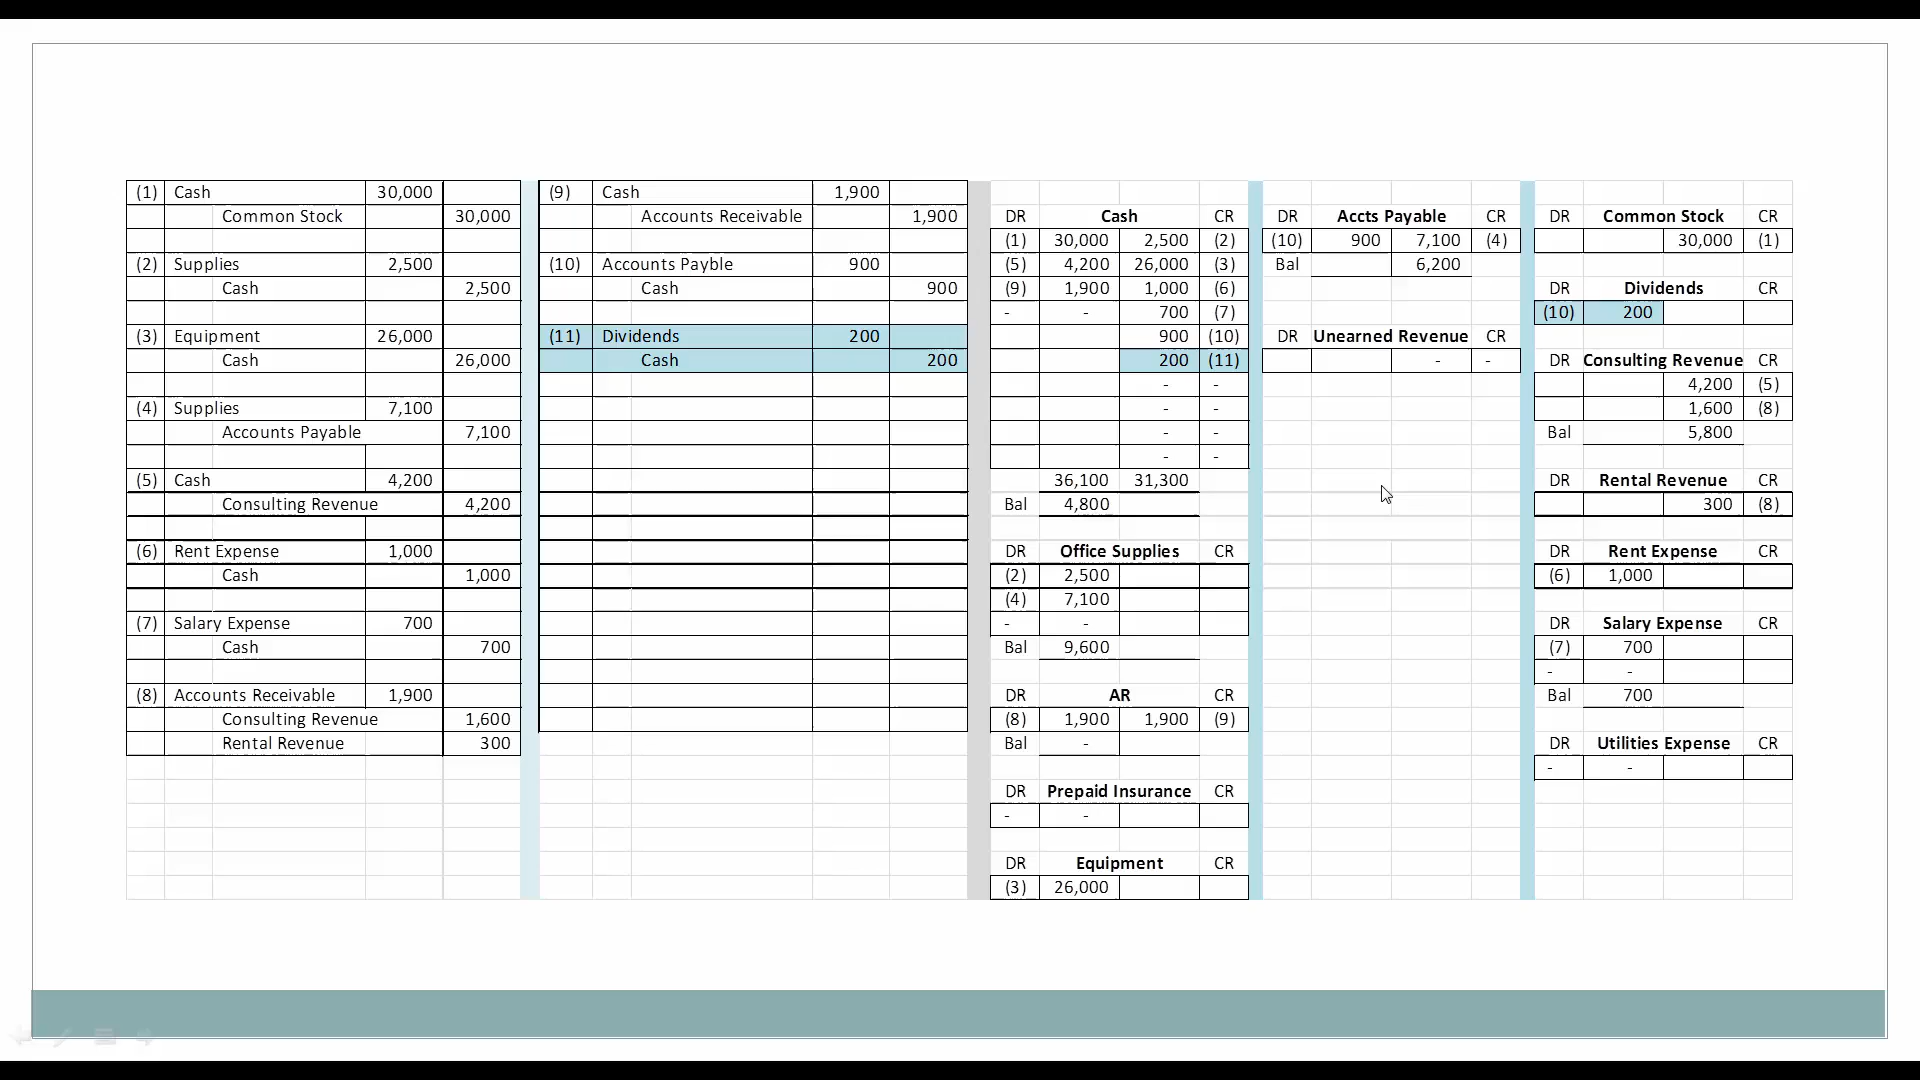 (1) Cash 30,000
Common Stock 30,000
(2) Supplies 2,500
Cash 2,500
(3) Equipment 26,000
Cash 26,000
(4) Supplies 7,100
Accounts Payable 7,100
(5) Cash 4,200
Consulting Revenue 4,200
(6) Rent Expense 1,000
Cash 1,000
(7) Salary Expense 700
Cash 700
(8) Accounts Receivable 1,900
Consulting Revenue 1,600
Rental Revenue 300
(9) Cash 1,900
Accounts Receivable 1,900
(10) Accounts Payble 900
Cash 900
(11) Dividends 200
Cash 200
DR Cash CR
(1) 30,000 2,500 (2)
(5) 4,200 26,000 (3)
(9) 1,900 1,000 (6)
- - 700 (7)
900 (10)
200 (11)
- -
- -
- -
- -
36,100 31,300
Bal 4,800
DR Office Supplies CR
(2) 2,500
(4) 7,100
- -
Bal 9,600
DR AR CR
(8) 1,900 1,900 (9)
Bal -
DR Prepaid Insurance CR
- -
DR Equipment CR
(3) 26,000
DR Accts Payable CR
(10) 900 7,100 (4)
Bal 6,200
DR Unearned Revenue CR
- -
DR Common Stock CR
30,000 (1)
DR Dividends CR
(10) 200
DR Consulting Revenue CR
4,200 (5)
1,600 (8)
Bal 5,800
DR Rental Revenue CR
300 (8)
DR Rent Expense CR
(6) 1,000
DR Salary Expense CR
(7) 700
- -
Bal 700
DR Utilities Expense CR
- -